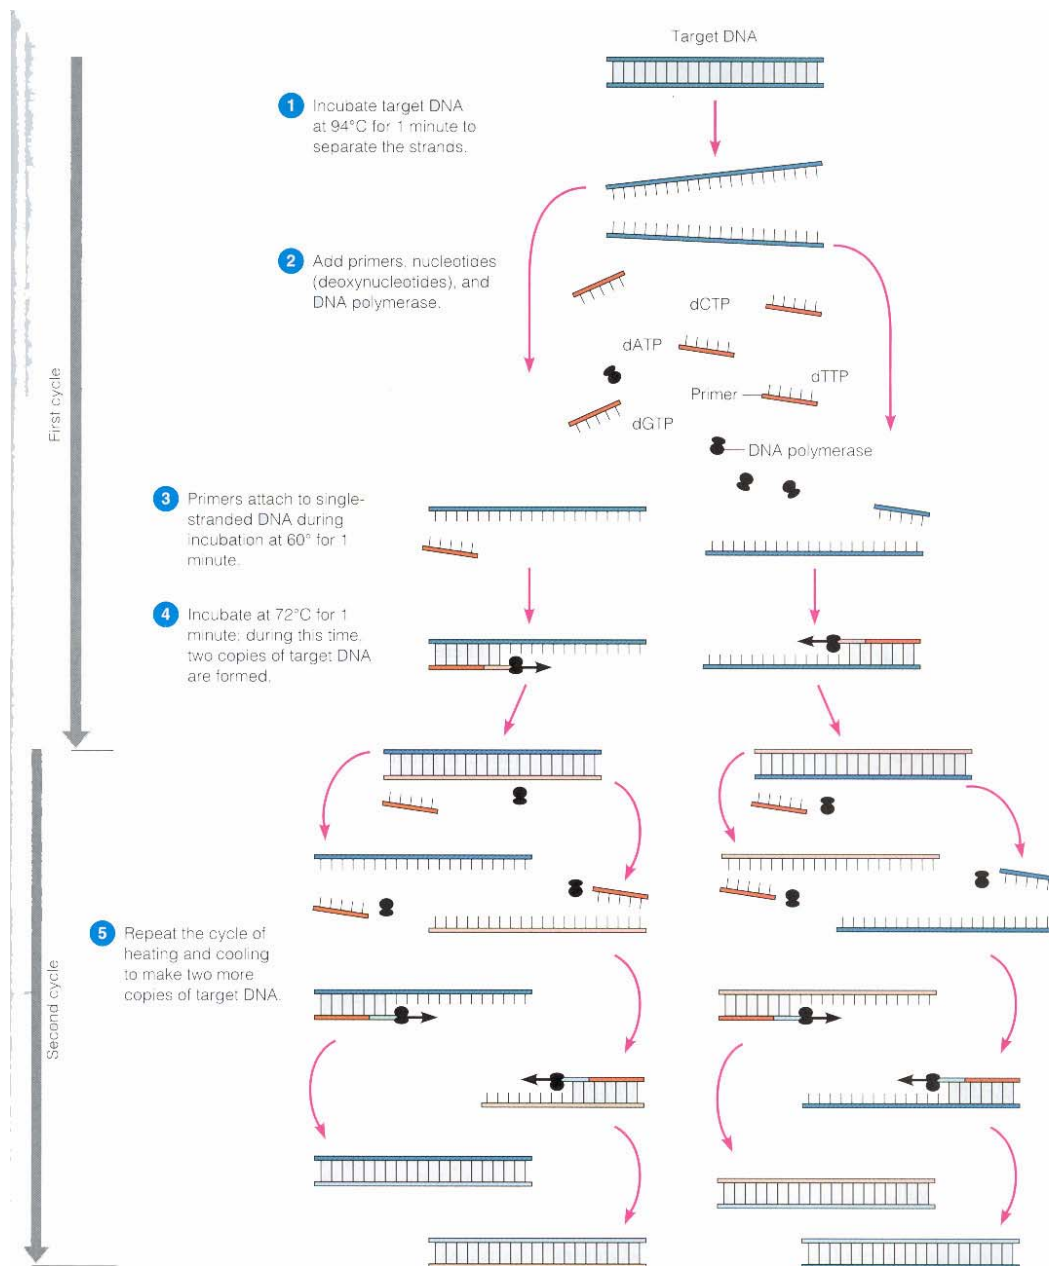 Target DNA
1 Incubate target DNA
at 94°C for 1 minute to
separate the strands.
2 Add primers, nucleotides
(deoxynucleotides), and
DNA polymerase.
dCTP
dATP
dTTP
Primer
dGTP
DNA polymerase
First cycle
3 Primers attach to single-
stranded DNA during
incubation at 60° for 1
minute.
4 Incubate at 72°C for 1
minute; during this time,
two copies of target DNA
are formed.
5 Repeat the cycle of
heating and cooling
to make two more
copies of target DNA.
Second cycle